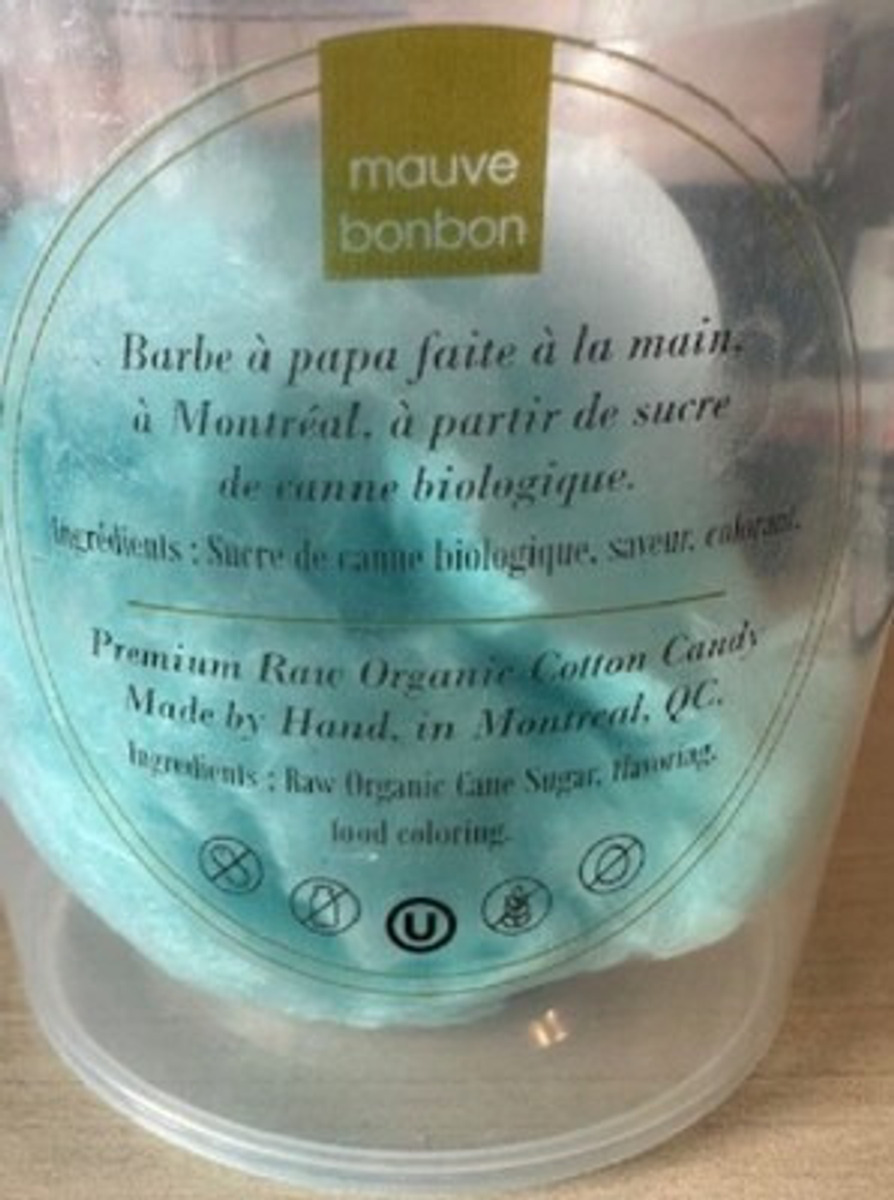 mauve
bonbon
Barbe à papa faite à la main,
à Montréal, à partir de sucre
de canne biologique.
Ingrédients : Sucre de canne biologique, saveur, colorant.
Premium Raw Organic Cotton Candy
Made by Hand, in Montreal, QC.
Ingredients : Raw Organic Cane Sugar, flavoring,
food coloring.
U